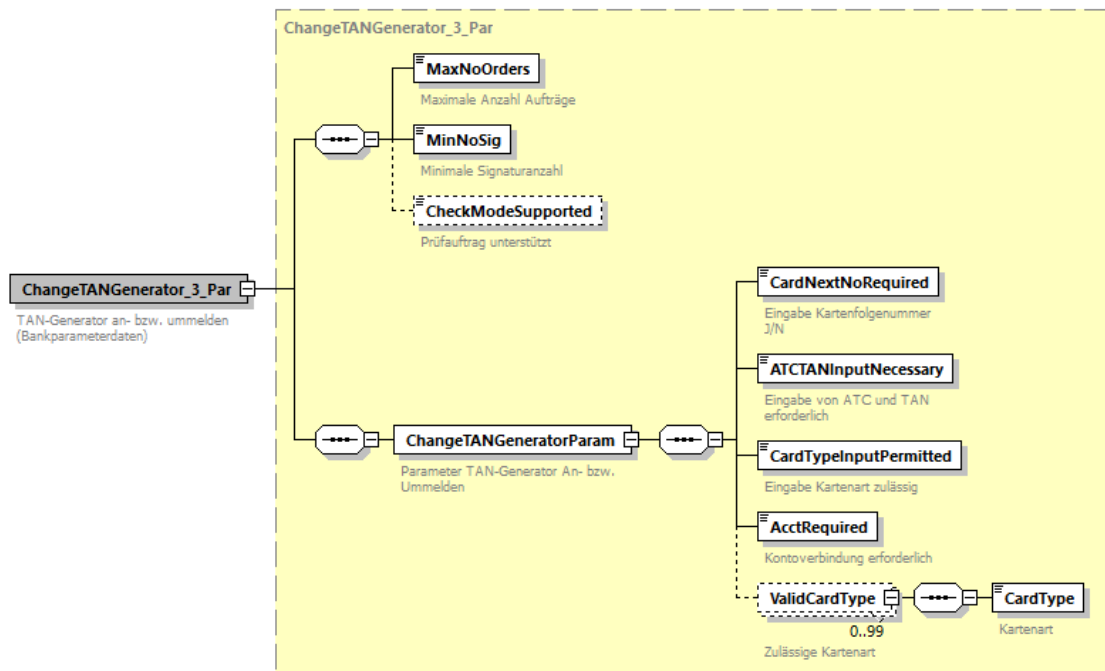 ChangeTANGenerator_3_Par
MaxNoOrders
Maximale Anzahl Aufträge
MinNoSig
Minimale Signaturanzahl
CheckModeSupported
Prüfauftrag unterstützt
ChangeTANGenerator_3_Par
TAN-Generator an- bzw. ummelden
(Bankparameterdaten)
CardNextNoRequired
Eingabe Kartenfolgenummer
J/N
ATCTANInputNecessary
Eingabe von ATC und TAN
erforderlich
ChangeTANGeneratorParam
Parameter TAN-Generator An- bzw.
Ummelden
CardTypeInputPermitted
Eingabe Kartenart zulässig
AcctRequired
Kontoverbindung erforderlich
ValidCardType
0..99
Zulässige Kartenart
CardType
Kartenart